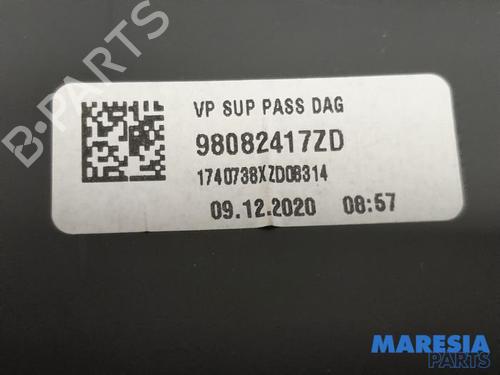 VP SUP PASS DAG
98082417ZD
1740738XZD08314
09.12.2020 08:57
B-PARTS
MARESIA
PARTS